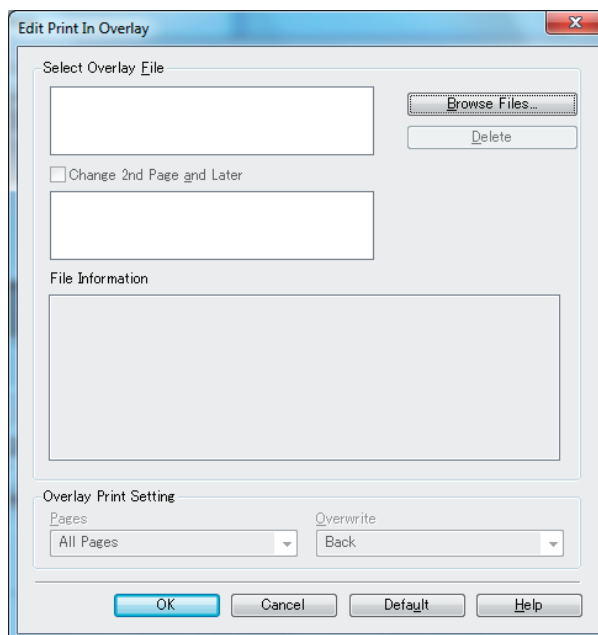 Edit Print In Overlay
Select Overlay File
Browse Files...
Delete
Change 2nd Page and Later
File Information
Overlay Print Setting
Pages
Overwrite
All Pages
Back
OK
Cancel
Default
Help